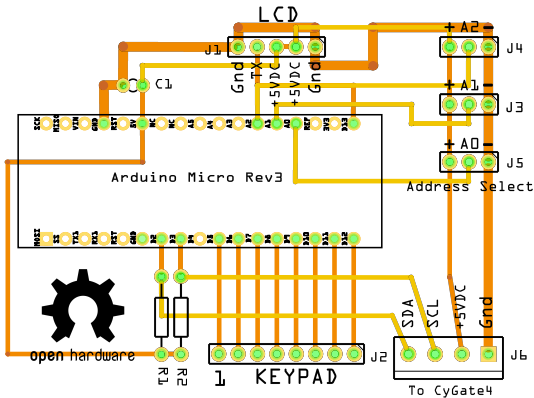 LCD
J1
Gnd
TX
+5VDC
+5VDC
Gnd
+ A2 -
J4
C1
+ A1 -
J3
SCK
MISO
VIN
GND
RST
5V
NC
NC
A5
A4
A3
A2
A1
A0
REF
3V3
D13
+ A0 -
J5
Arduino Micro Rev3
Address Select
MOSI
SS
TX1
RX1
RST
GND
D2
D3
D4
D5
D6
D7
D8
D9
D10
D11
D12
SDA
SCL
+5VDC
Gnd
open hardware
R1
R2
1
KEYPAD
J2
J6
To CyGate4